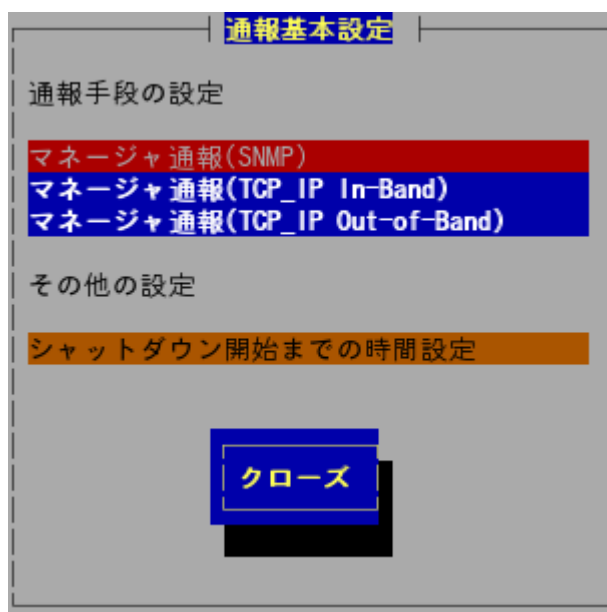 通報基本設定
通報手段の設定
マネージャ通報(SNMP)
マネージャ通報(TCP_IP In-Band)
マネージャ通報(TCP_IP Out-of-Band)
その他の設定
シャットダウン開始までの時間設定
クローズ